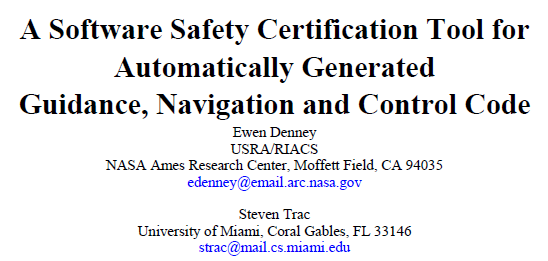 A Software Safety Certification Tool for
Automatically Generated
Guidance, Navigation and Control Code
Ewen Denney
USRA/RIACS
NASA Ames Research Center, Moffett Field, CA 94035
edenney@email.arc.nasa.gov
Steven Trac
University of Miami, Coral Gables, FL 33146
strac@mail.cs.miami.edu